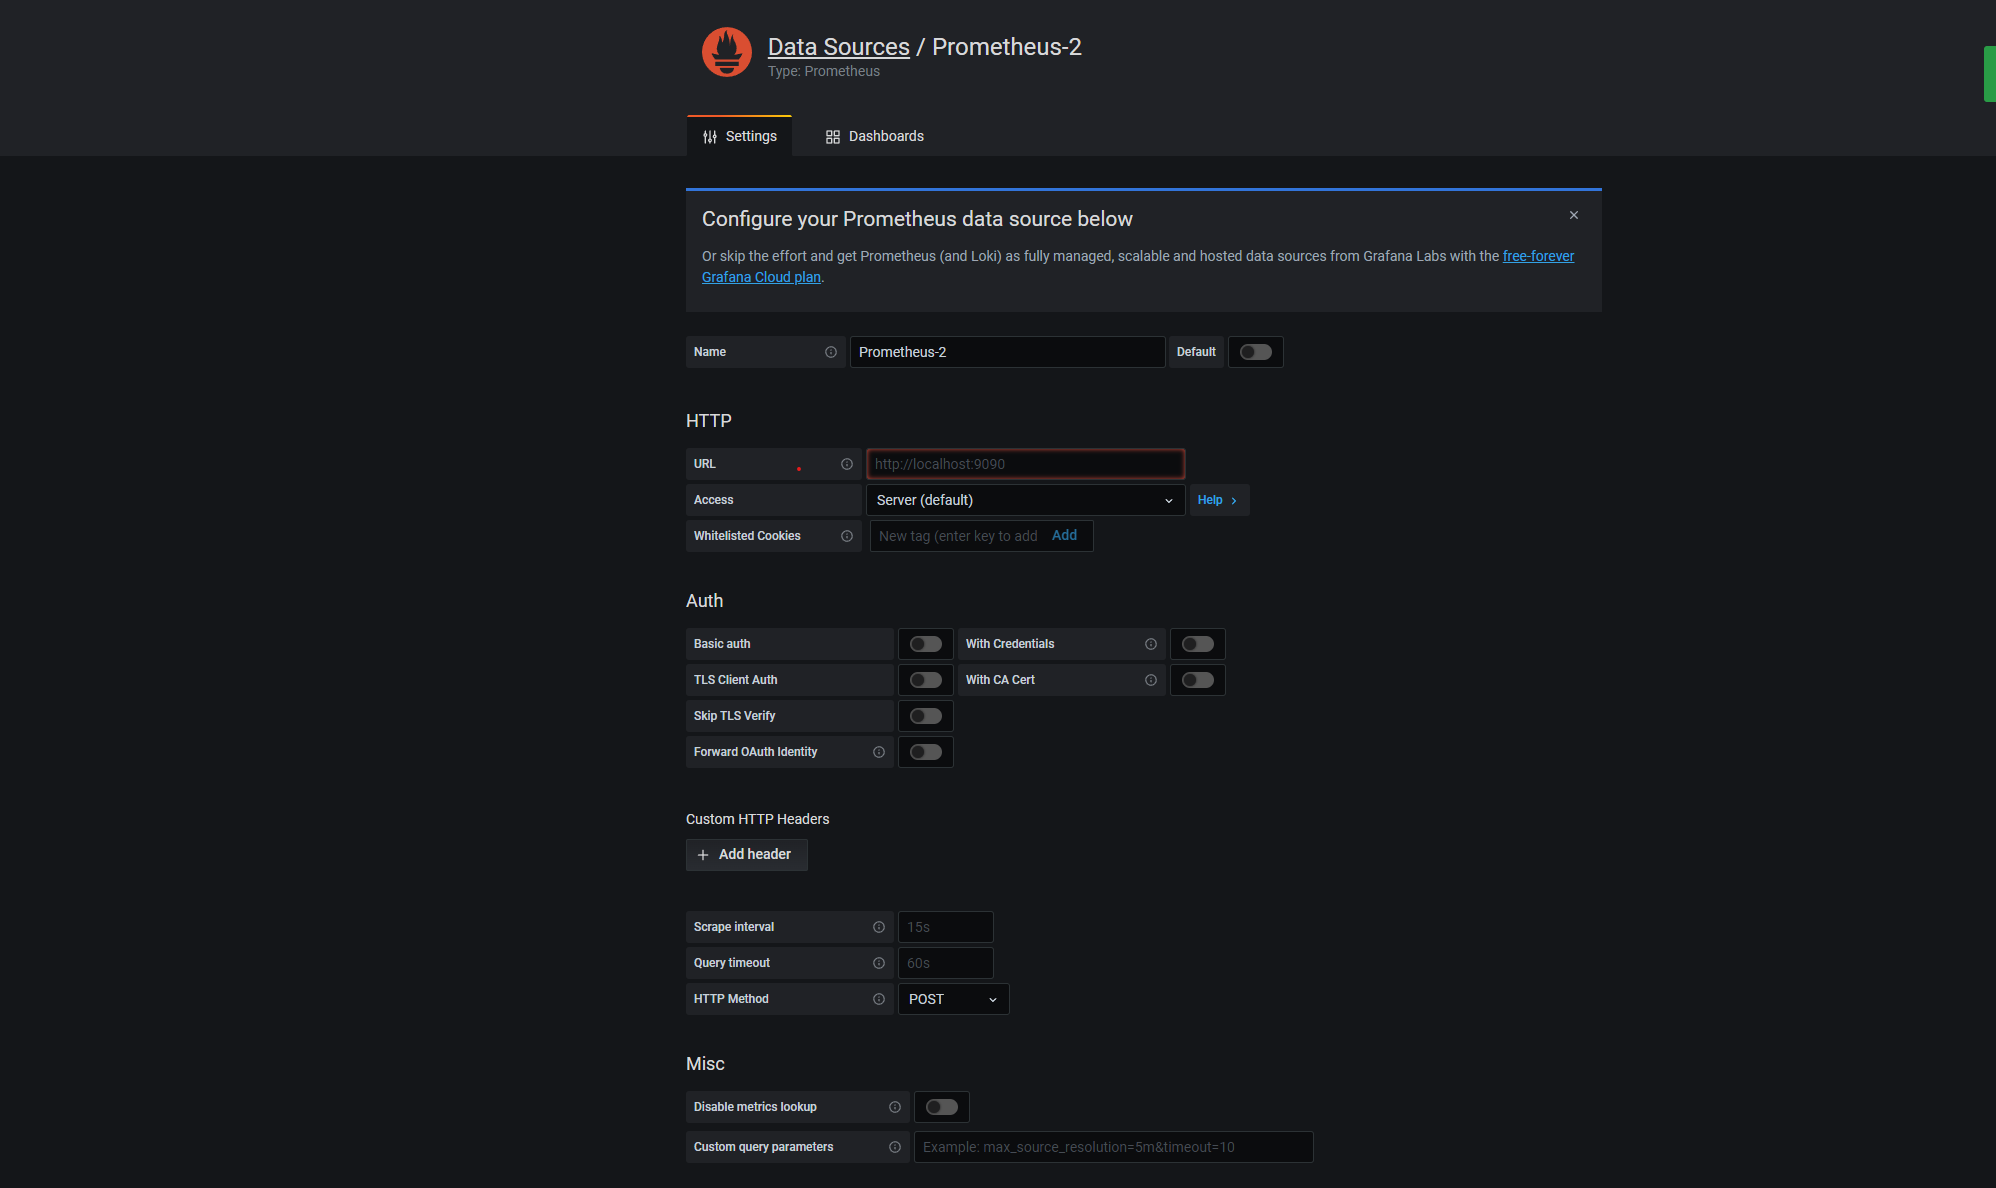 Data Sources / Prometheus-2
Type: Prometheus
Settings
Dashboards
Configure your Prometheus data source below
Or skip the effort and get Prometheus (and Loki) as fully managed, scalable and hosted data sources from Grafana Labs with the free-forever
Grafana Cloud plan.
Name Prometheus-2 Default
HTTP
URL http://localhost:9090
Access Server (default) Help
Whitelisted Cookies New tag (enter key to add Add
Auth
Basic auth With Credentials
TLS Client Auth With CA Cert
Skip TLS Verify
Forward OAuth Identity
Custom HTTP Headers
Add header
Scrape interval 15s
Query timeout 60s
HTTP Method POST
Misc
Disable metrics lookup
Custom query parameters Example: max_source_resolution=5m&timeout=10